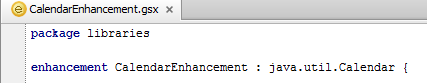 CalendarEnhancement.gsx
package libraries
enhancement CalendarEnhancement : java.util.Calendar {